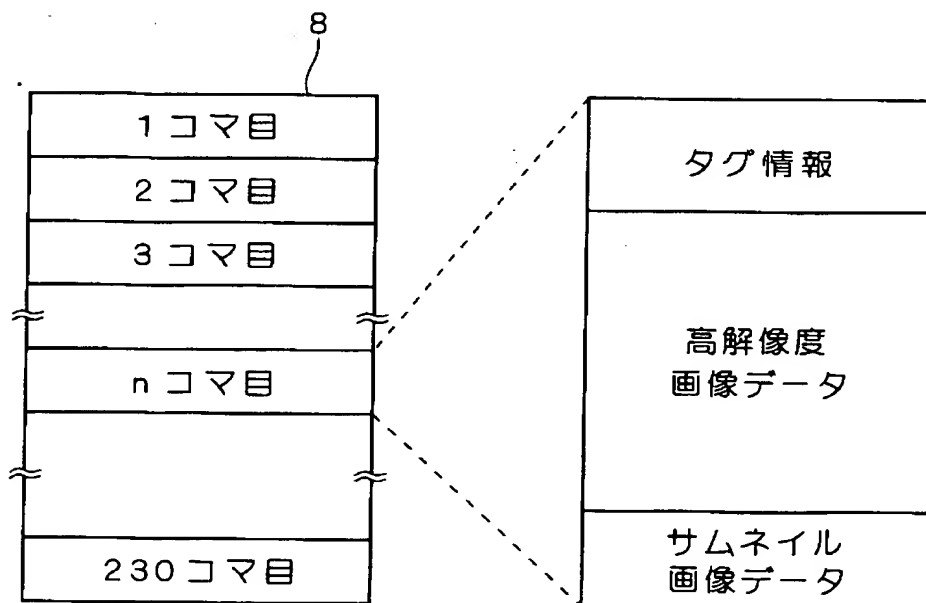 8
1コマ目
2コマ目
3コマ目
nコマ目
230コマ目
タグ情報
高解像度
画像データ
サムネイル
画像データ